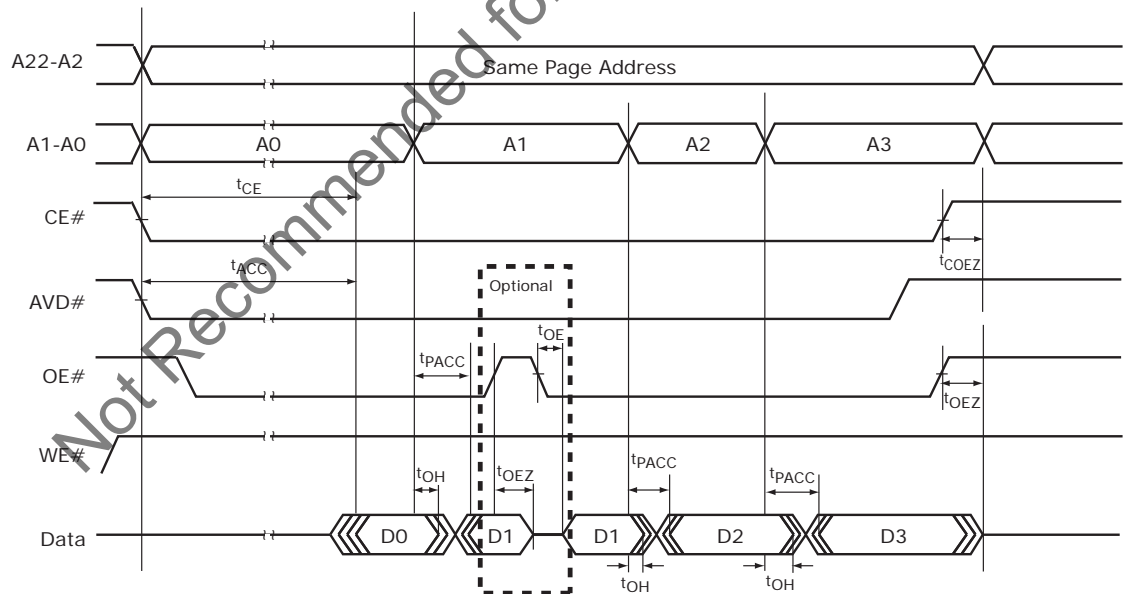 Not Recommended for
A22-A2
Same Page Address
A1-A0
A0
A1
A2
A3
tCE
CE#
tCOEZ
tACC
Optional
AVD#
tOE
tPACC
OE#
tOEZ
WE#
tOH
tOEZ
tPACC
tPACC
Data
D0
D1
D1
D2
D3
tOH
tOH